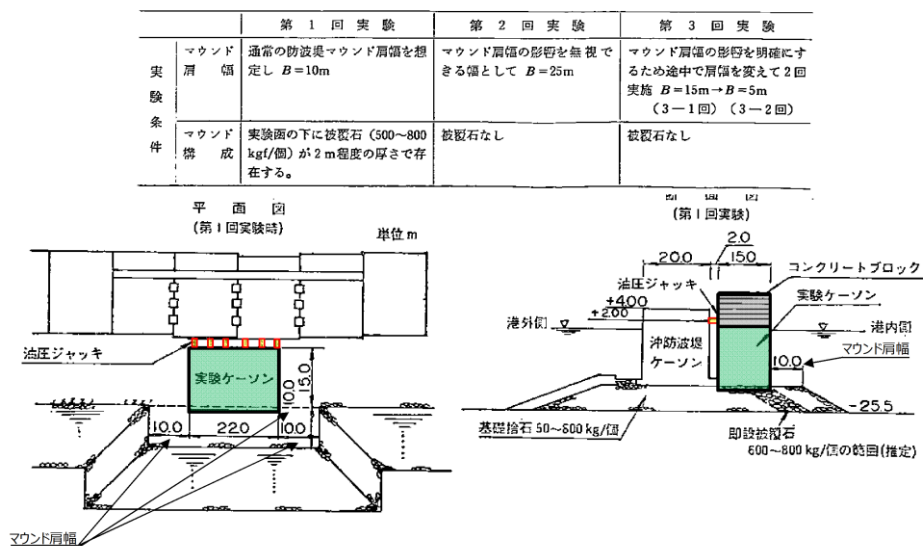 第1回実験
第2回実験
第3回実験
実験条件
マウンド肩幅
通常の防波堤マウンド肩幅を想
定し B=10m
マウンド肩幅の影響を無視で
きる幅として B=25m
マウンド肩幅の影響を明確にす
るため途中で肩幅を変えて2回
実施 B=15m→B=5m
(3―1回) (3―2回)
マウンド構成
実験函の下に被覆石(500~800
kgf/個)が2m程度の厚さで存
在する。
被覆石なし
被覆石なし
平面図
(第1回実験時)
単位m
油圧ジャッキ
実験ケーソン
10.0
15.0
10.0
22.0
10.0
マウンド肩幅
断面図
(第1回実験)
2.0
20.0
15.0
コンクリートブロック
油圧ジャッキ
実験ケーソン
+4.00
+2.00
港外側
港内側
沖防波堤
ケーソン
10.0
マウンド肩幅
-25.5
基礎捨石 50~800kg/個
既設被覆石
600~800kg/個の範囲(推定)